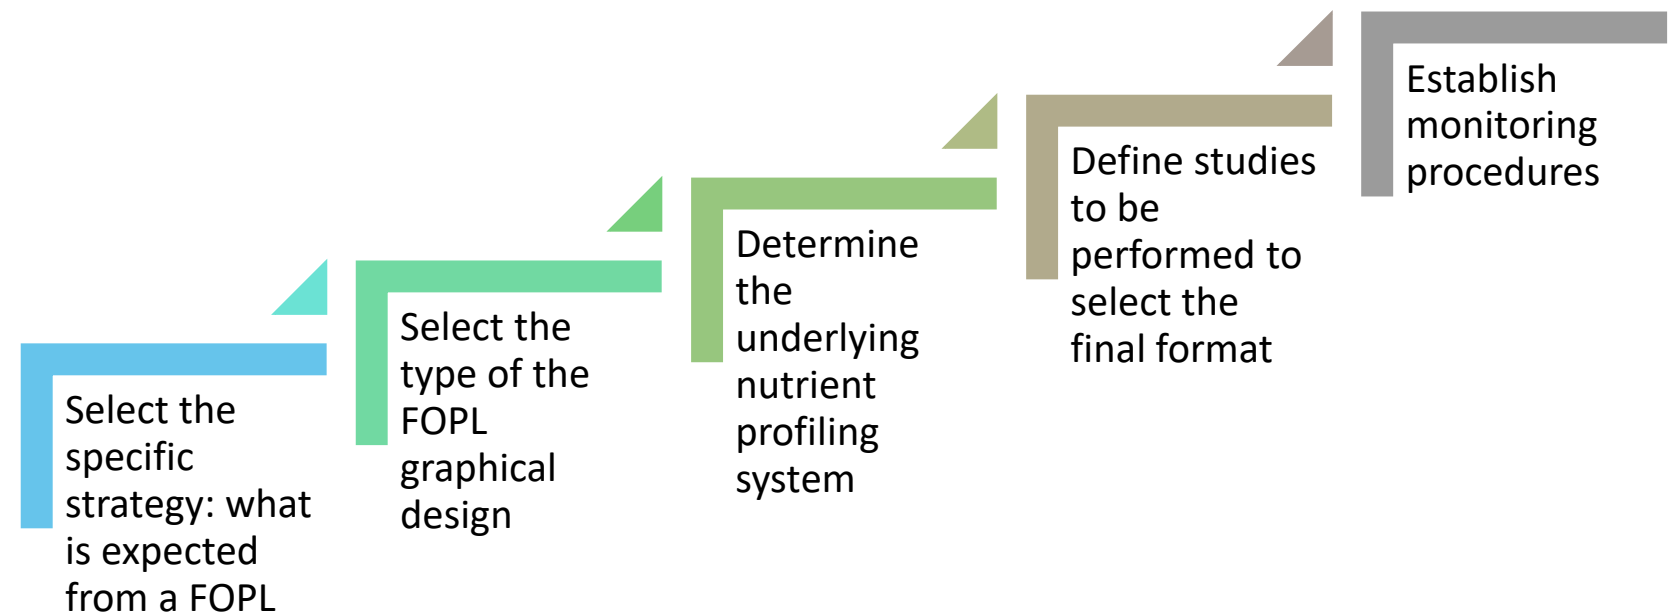 Select the
specific
strategy: what
is expected
from a FOPL
Select the
type of the
FOPL
graphical
design
Determine
the
underlying
nutrient
profiling
system
Define studies
to be
performed to
select the
final format
Establish
monitoring
procedures